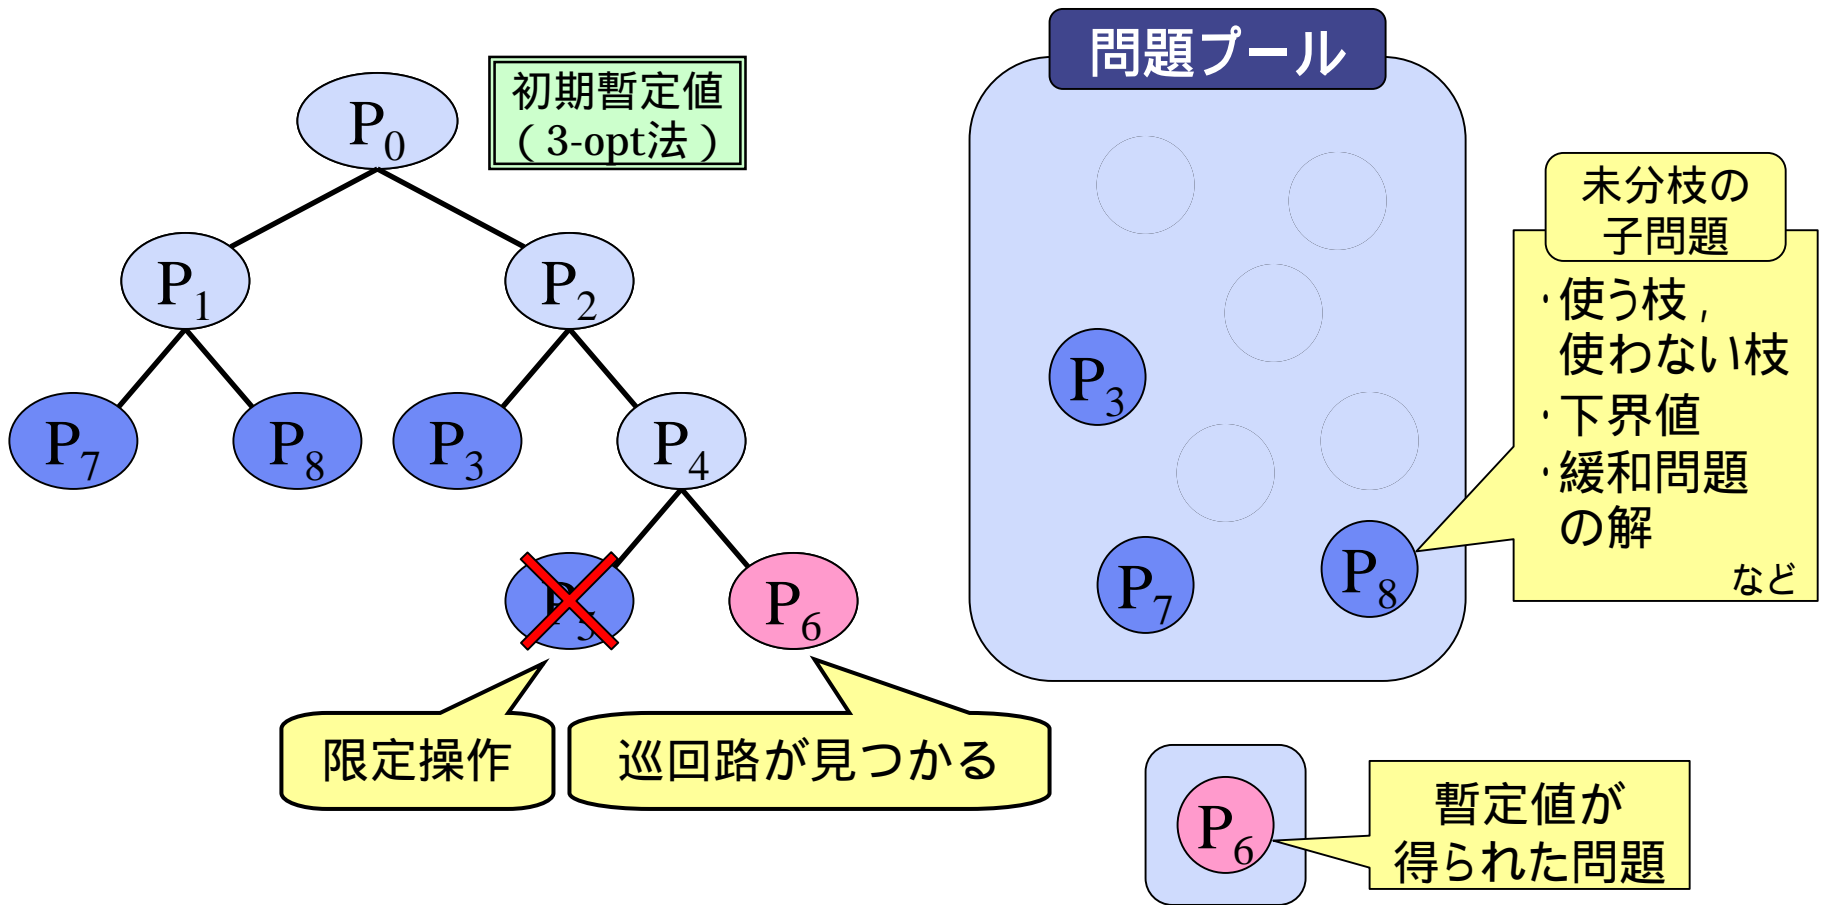 P0
初期暫定値
（3-opt法）
P1
P2
P7
P8
P3
P4
P5
P6
限定操作
巡回路が見つかる
問題プール
P3
P7
P8
未分枝の
子問題
・使う枝，
使わない枝
・下界値
・緩和問題
の解
など
P6
暫定値が
得られた問題